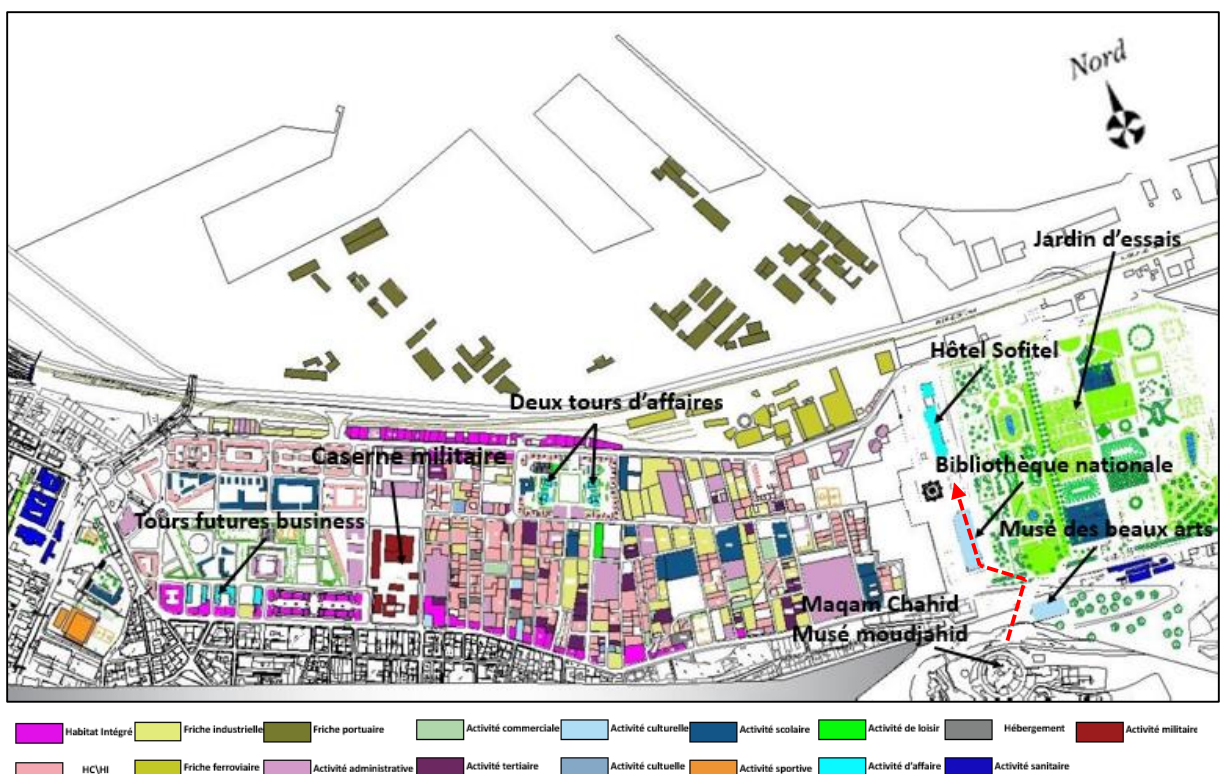 Nord
Jardin d'essais
Hôtel Sofitel
Deux tours d'affaires
Caserne militaire
Bibliothèque nationale
Tours futures business
Musé des beaux arts
Maqam Chahid
Musé moudjahid
Habitat Intégré Friche industrielle Friche portuaire Activité commerciale Activité culturelle Activité scolaire Activité de loisir Hébergement Activité militaire
HC\HI Friche ferroviaire Activité administrative Activité tertiaire Activité cultuelle Activité sportive Activité d'affaire Activité sanitaire